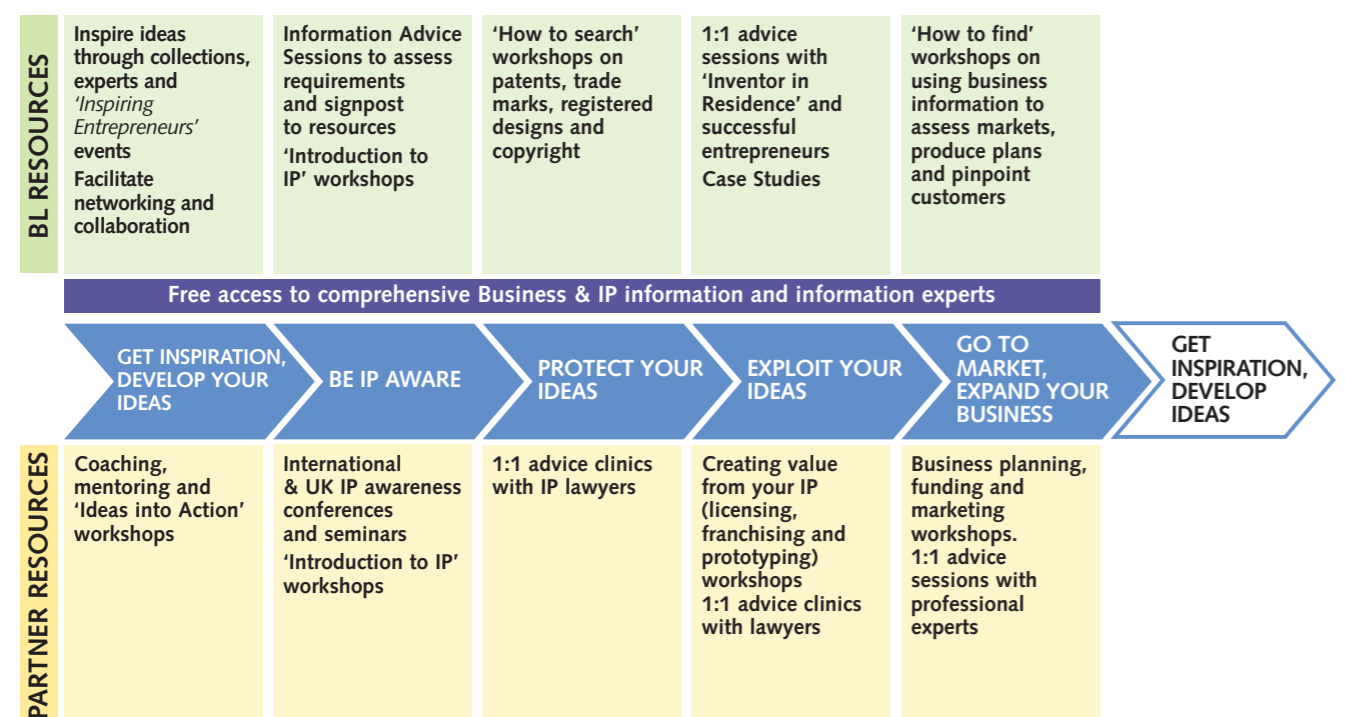 BL RESOURCES
Inspire ideas
through collections,
experts and
‘Inspiring
Entrepreneurs’
events
Facilitate
networking and
collaboration
Information Advice
Sessions to assess
requirements
and signpost
to resources
‘Introduction to
IP’ workshops
‘How to search’
workshops on
patents, trade
marks, registered
designs and
copyright
1:1 advice
sessions with
‘Inventor in
Residence’ and
successful
entrepreneurs
Case Studies
‘How to find’
workshops on
using business
information to
assess markets,
produce plans
and pinpoint
customers
Free access to comprehensive Business & IP information and information experts
GET INSPIRATION,
DEVELOP YOUR
IDEAS
BE IP AWARE
PROTECT YOUR
IDEAS
EXPLOIT YOUR
IDEAS
GO TO
MARKET,
EXPAND YOUR
BUSINESS
GET
INSPIRATION,
DEVELOP
IDEAS
PARTNER RESOURCES
Coaching,
mentoring and
‘Ideas into Action’
workshops
International
& UK IP awareness
conferences
and seminars
‘Introduction to IP’
workshops
1:1 advice clinics
with IP lawyers
Creating value
from your IP
(licensing,
franchising and
prototyping)
workshops
1:1 advice clinics
with lawyers
Business planning,
funding and
marketing
workshops.
1:1 advice
sessions with
professional
experts